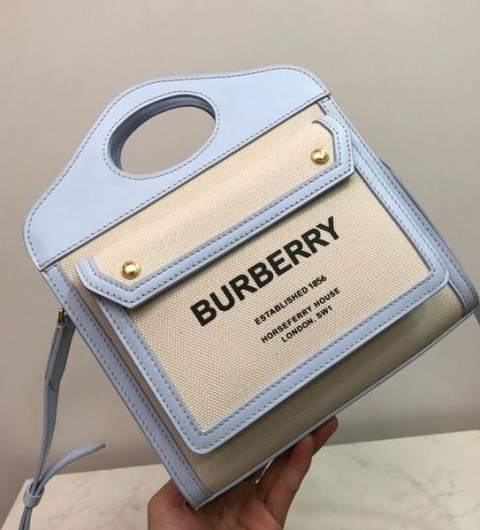 BURBERRY
ESTABLISHED 1856
HORSEFERRY HOUSE
LONDON. SW1